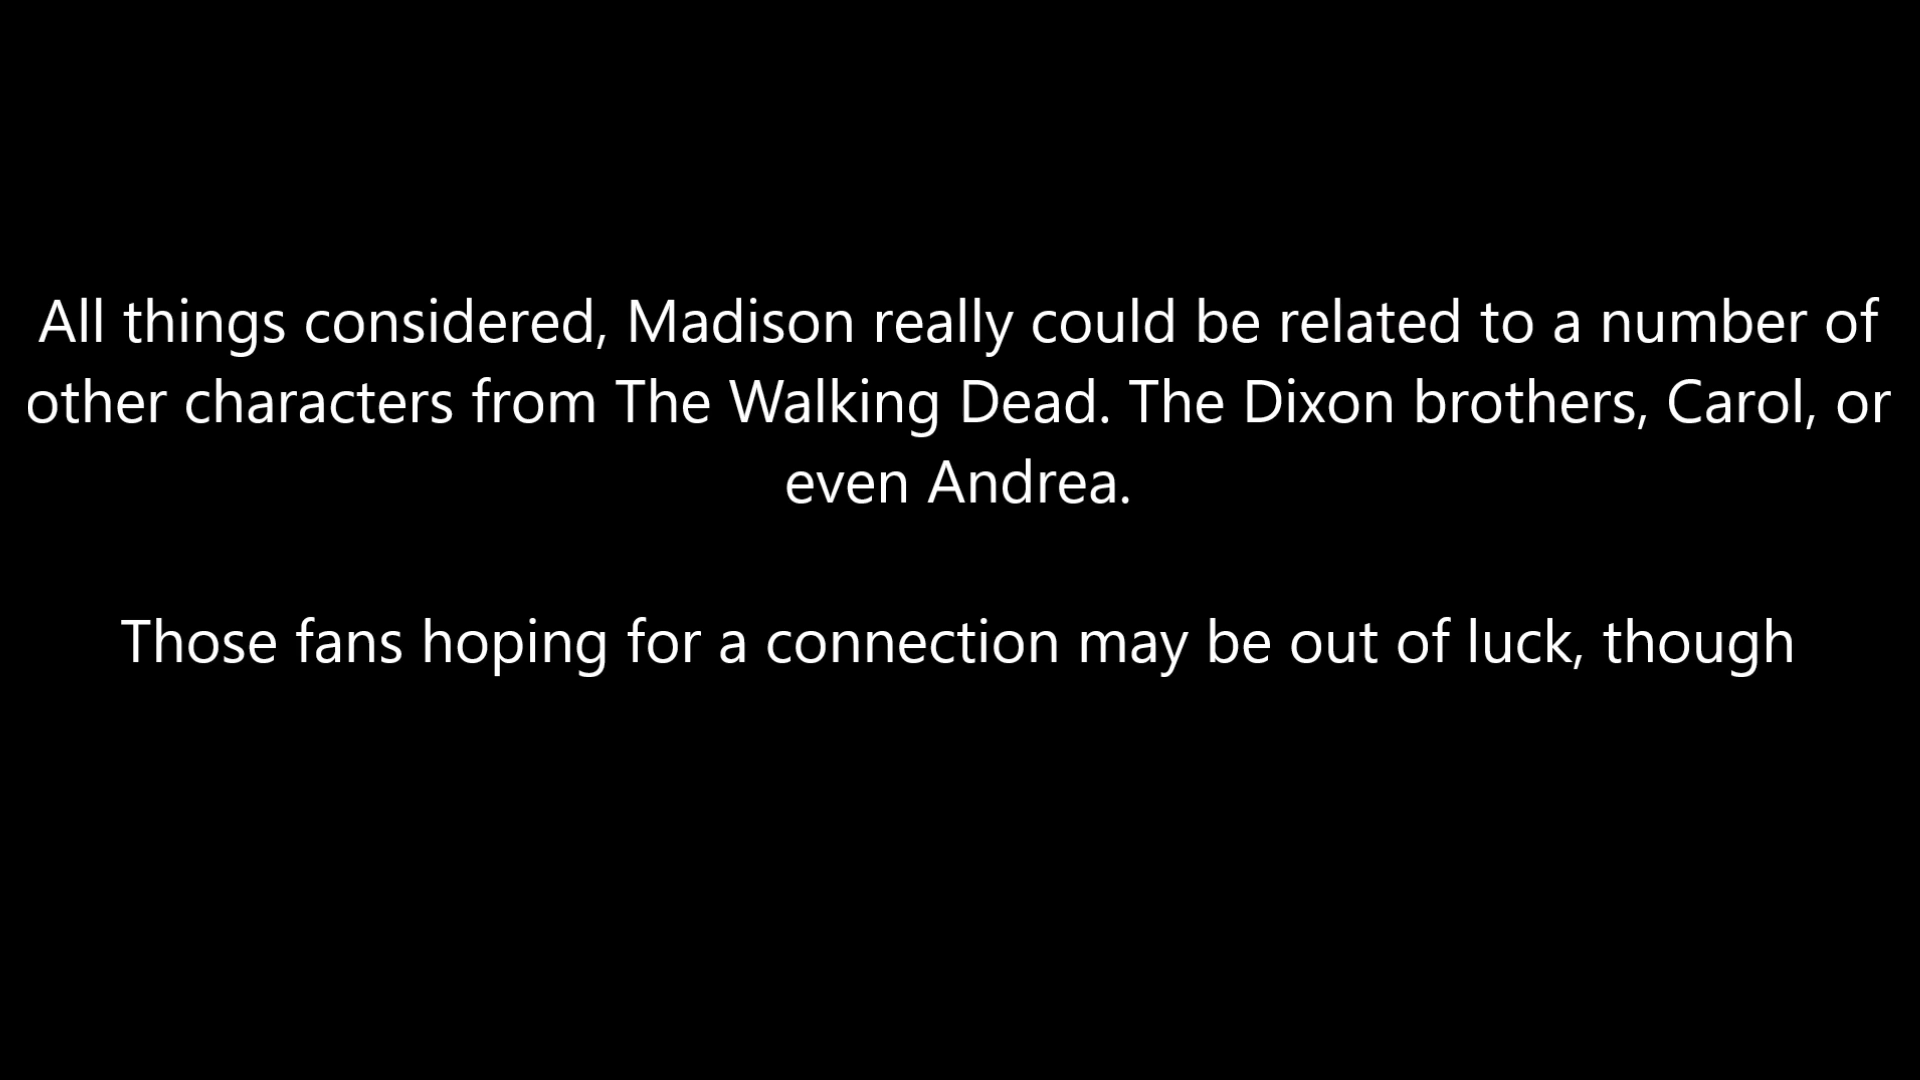 All things considered, Madison really could be related to a number of
other characters from The Walking Dead. The Dixon brothers, Carol, or
even Andrea.
Those fans hoping for a connection may be out of luck, though